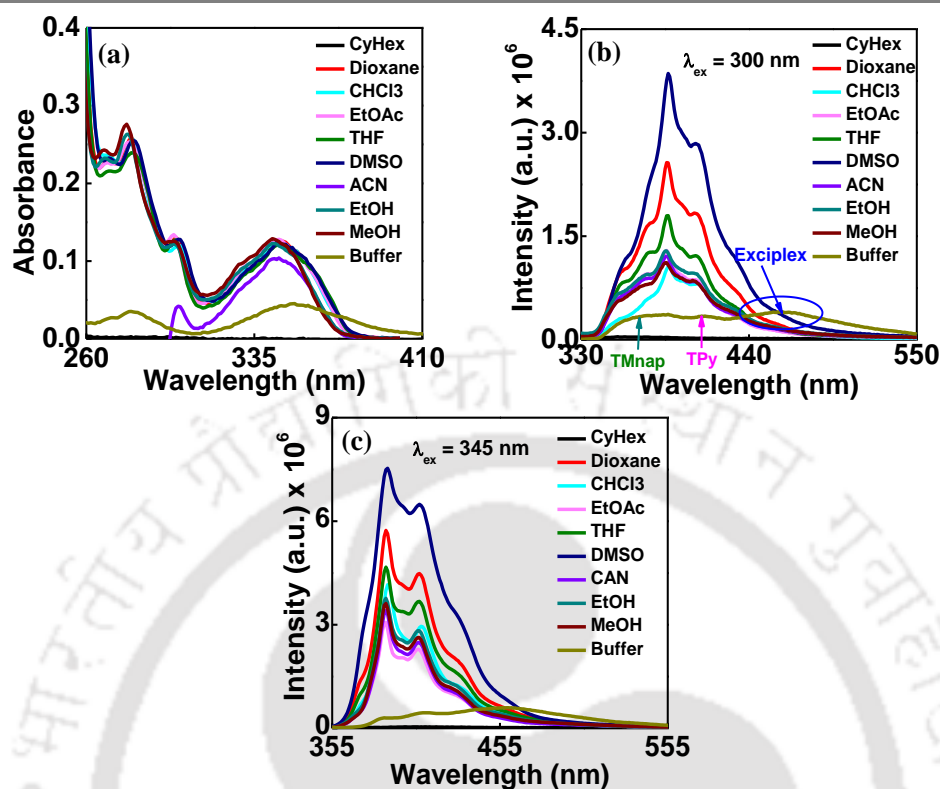 (a)
0.4
0.3
0.2
0.1
0.0
Absorbance
260 335 410
Wavelength (nm)
CyHex
Dioxane
CHCl3
EtOAc
THF
DMSO
ACN
EtOH
MeOH
Buffer
(b)
λex = 300 nm
4.5
3.0
1.5
0.0
Intensity (a.u.) x 10⁶
330 440 550
Wavelength (nm)
CyHex
Dioxane
CHCl3
EtOAc
THF
DMSO
ACN
EtOH
MeOH
Buffer
Exciplex
TMnap
TPy
(c)
λex = 345 nm
9
6
3
0
Intensity (a.u.) x 10⁶
355 455 555
Wavelength (nm)
CyHex
Dioxane
CHCl3
EtOAc
THF
DMSO
CAN
EtOH
MeOH
Buffer